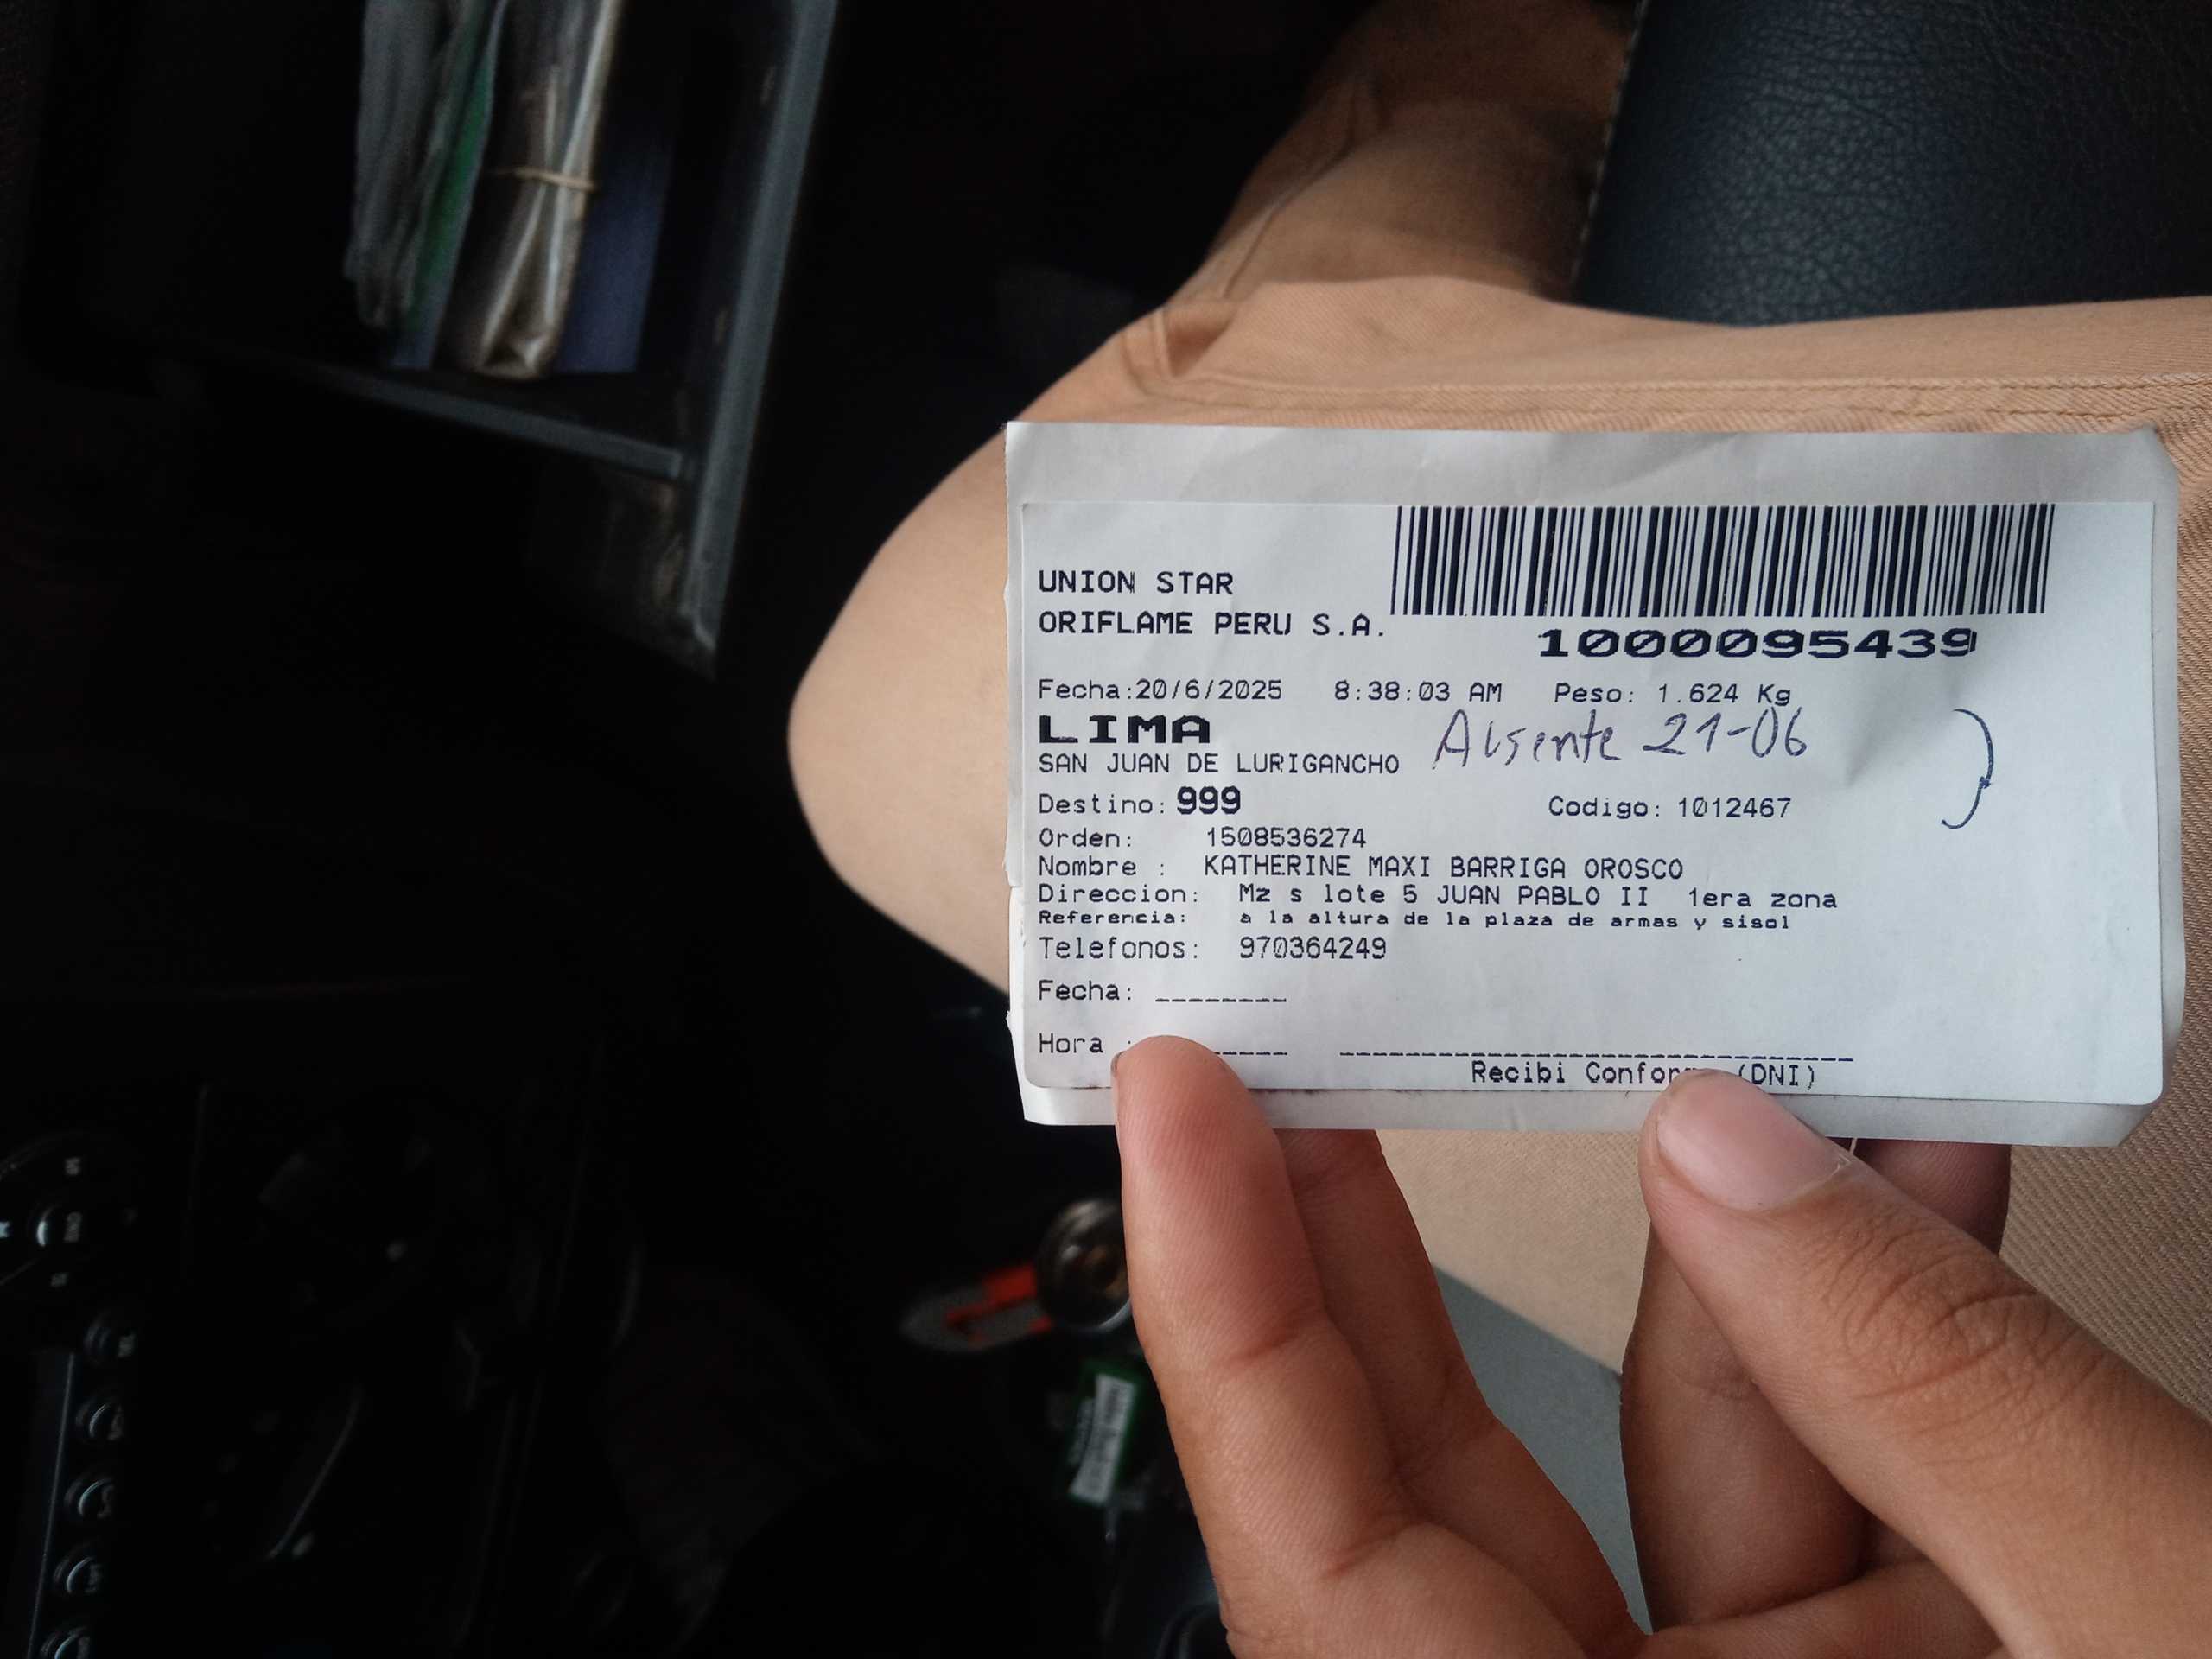 UNION STAR
ORIFLAME PERU S.A.
1000095439
Fecha:20/6/2025 8:38:03 AM Peso: 1.624 Kg
LIMA
Ausente 21-06
SAN JUAN DE LURIGANCHO
Destino: 999 Codigo: 1012467
Orden: 1508536274
Nombre : KATHERINE MAXI BARRIGA OROSCO
Direccion: Mz s lote 5 JUAN PABLO II 1era zona
Referencia: a la altura de la plaza de armas y sisol
Telefonos: 970364249
Fecha: ________
Hora : ________
Recibi (DNI)